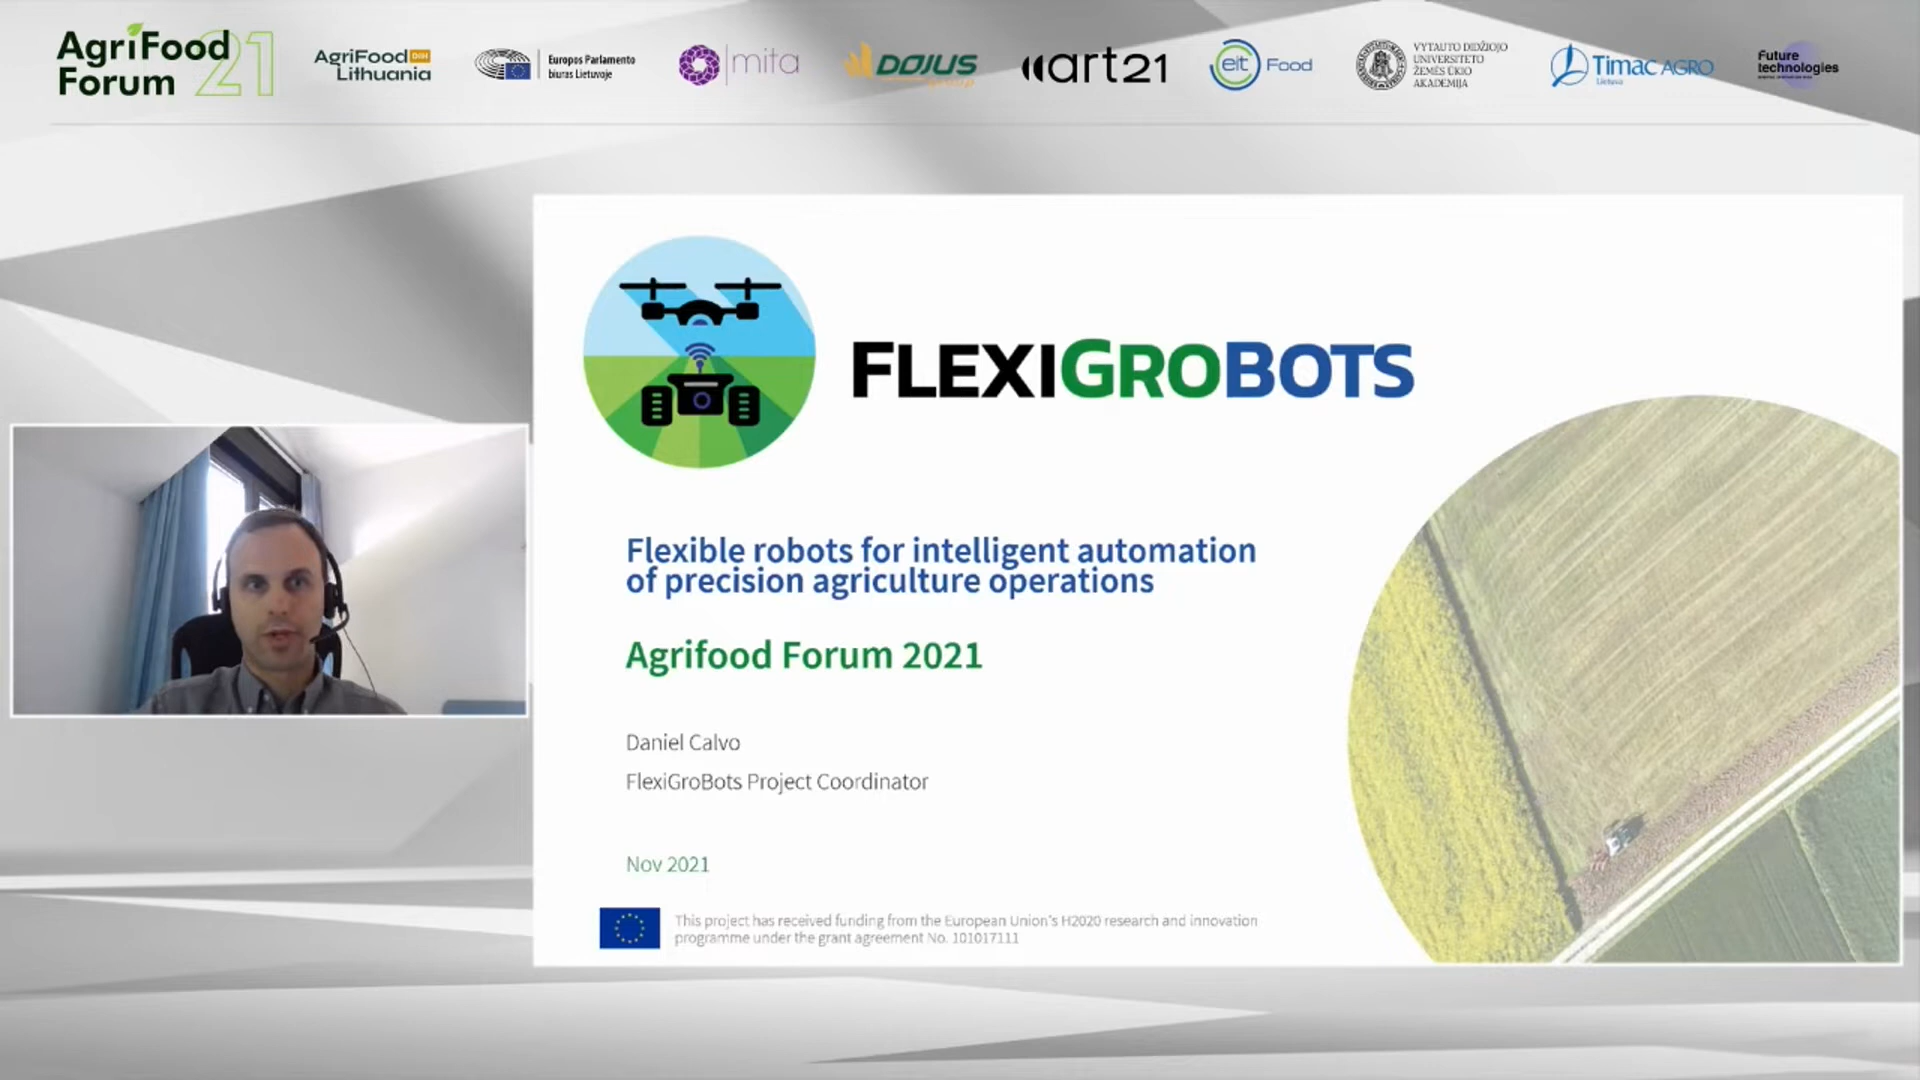 AgriFood
Forum 21
AgriFood DIH
Lithuania
Europos Parlamento
biuras Lietuvoje
mita
DOJUS
group
art21
eit Food
VYTAUTO DIDŽIOJO
UNIVERSITETO
ŽEMĖS ŪKIO
AKADEMIJA
TIMAC AGRO
Lietuva
Future
technologies
FLEXIGROBOTS
Flexible robots for intelligent automation
of precision agriculture operations
Agrifood Forum 2021
Daniel Calvo
FlexiGroBots Project Coordinator
Nov 2021
This project has received funding from the European Union's H2020 research and innovation
programme under the grant agreement No. 101017111